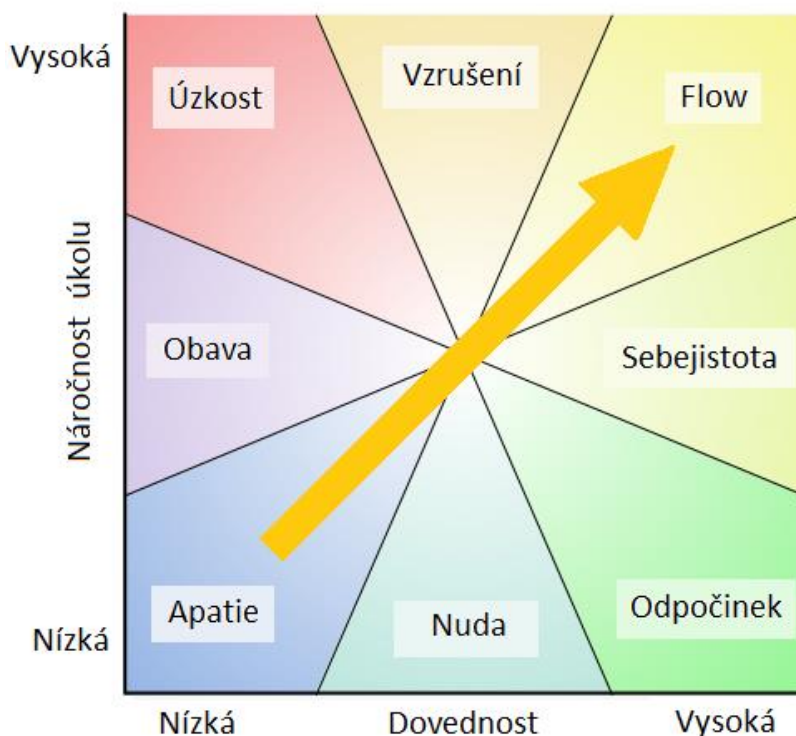 Vysoká
Úzkost
Vzrušení
Flow
Náročnost úkolu
Obava
Sebejistota
Apatie
Nuda
Odpočinek
Nízká
Nízká
Dovednost
Vysoká